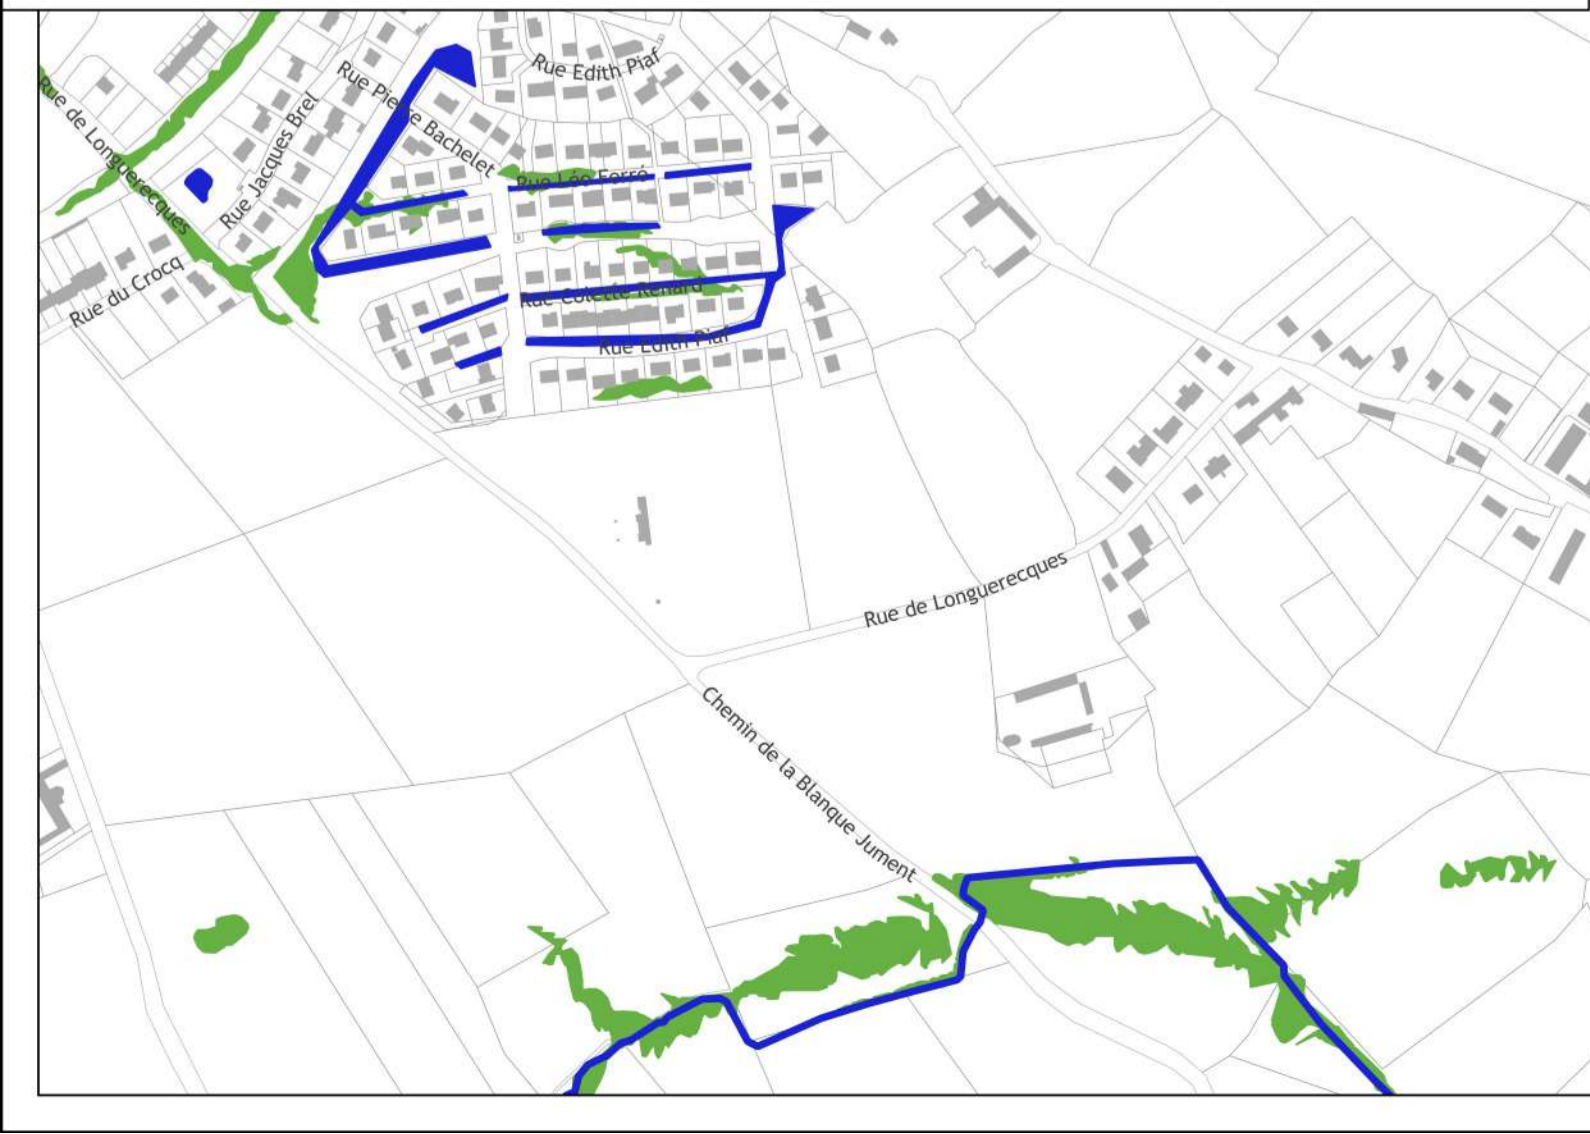 Rue Edith Piaf
Rue de Longuerecques
Rue Pierre Bachelet
Rue Jacques Brel
Rue Léo Ferré
Rue du Crocq
Rue Colette Renard
Rue Edith Piaf
Rue de Longuerecques
Chemin de la Blanque Jument